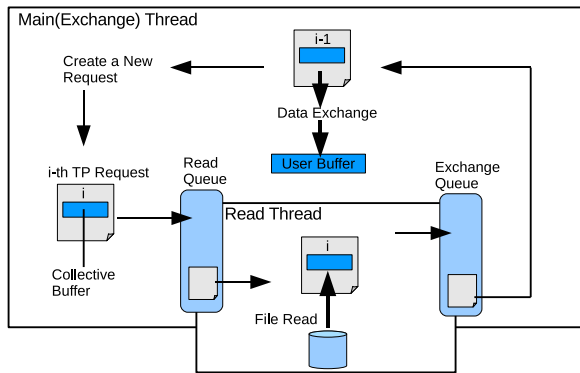 Main(Exchange) Thread
i-1
Create a New
Request
Data Exchange
User Buffer
i-th TP Request
Read
Queue
Exchange
Queue
i
Read Thread
i
Collective
Buffer
File Read